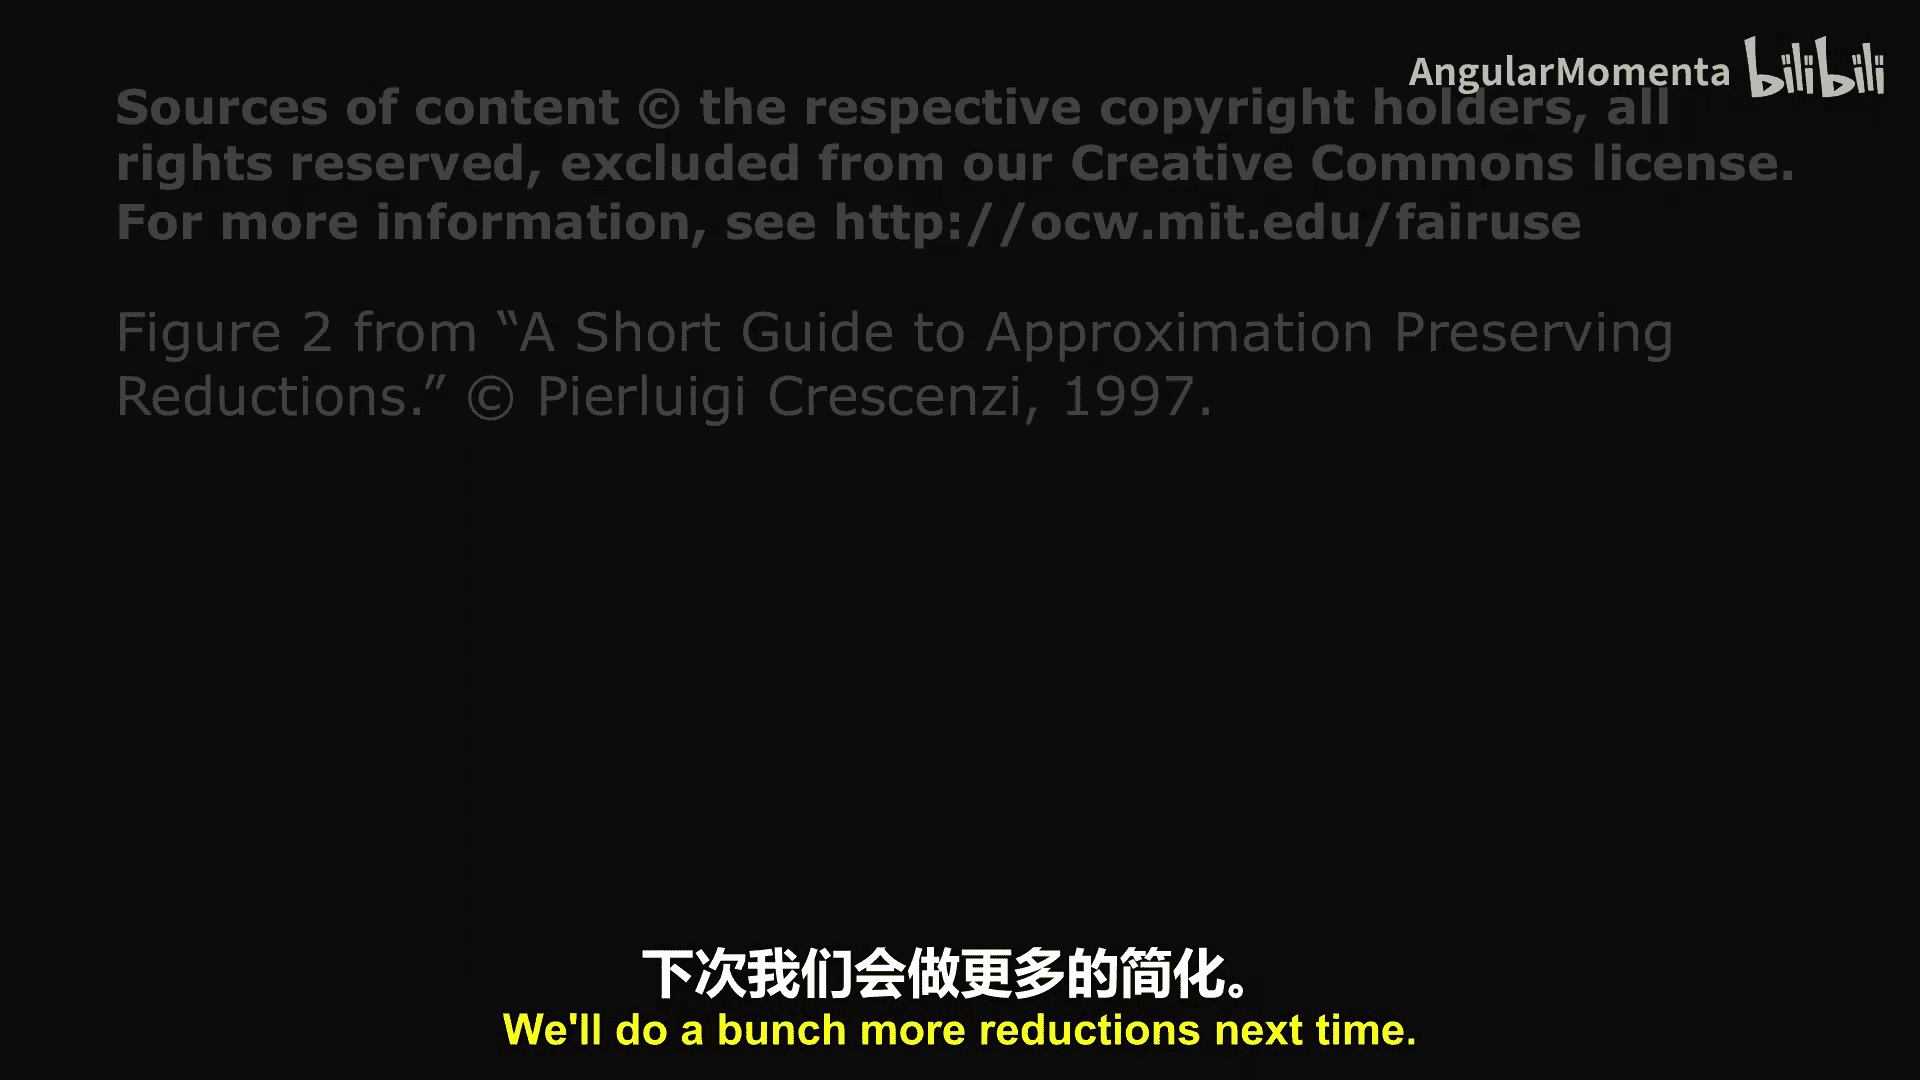 AngularMomenta bilibili
Sources of content © the respective copyright holders, all
rights reserved, excluded from our Creative Commons license.
For more information, see http://ocw.mit.edu/fairuse
Figure 2 from “A Short Guide to Approximation Preserving
Reductions.” © Pierluigi Crescenzi, 1997.
下次我们会做更多的简化。
We'll do a bunch more reductions next time.